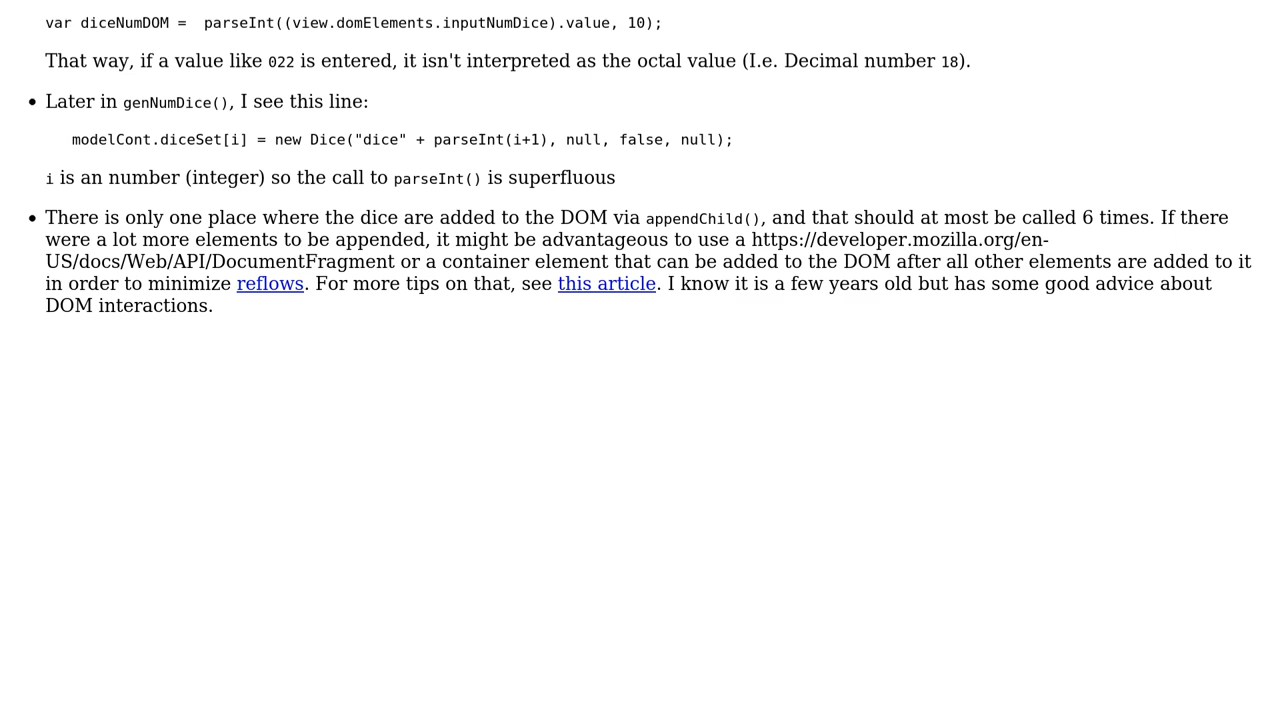 var diceNumDOM =  parseInt((view.domElements.inputNumDice).value, 10);
That way, if a value like 022 is entered, it isn't interpreted as the octal value (I.e. Decimal number 18).
• Later in genNumDice(), I see this line:
modelCont.diceSet[i] = new Dice("dice" + parseInt(i+1), null, false, null);
i is an number (integer) so the call to parseInt() is superfluous
• There is only one place where the dice are added to the DOM via appendChild(), and that should at most be called 6 times. If there
were a lot more elements to be appended, it might be advantageous to use a https://developer.mozilla.org/en-
US/docs/Web/API/DocumentFragment or a container element that can be added to the DOM after all other elements are added to it
in order to minimize reflows. For more tips on that, see this article. I know it is a few years old but has some good advice about
DOM interactions.